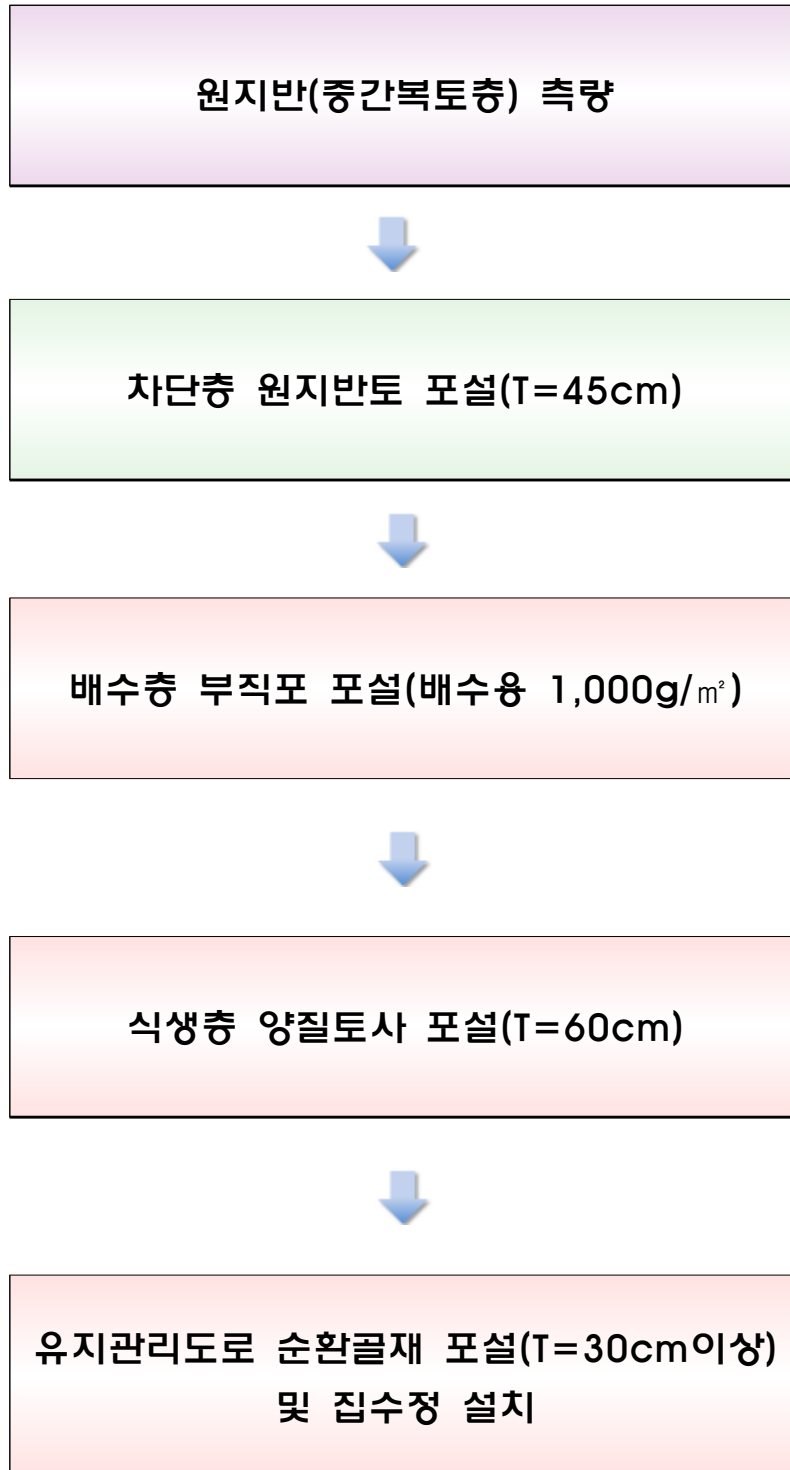 원지반(중간복토층) 측량
차단층 원지반토 포설(T=45cm)
배수층 부직포 포설(배수용 1,000g/㎡)
식생층 양질토사 포설(T=60cm)
유지관리도로 순환골재 포설(T=30cm이상)
및 집수정 설치